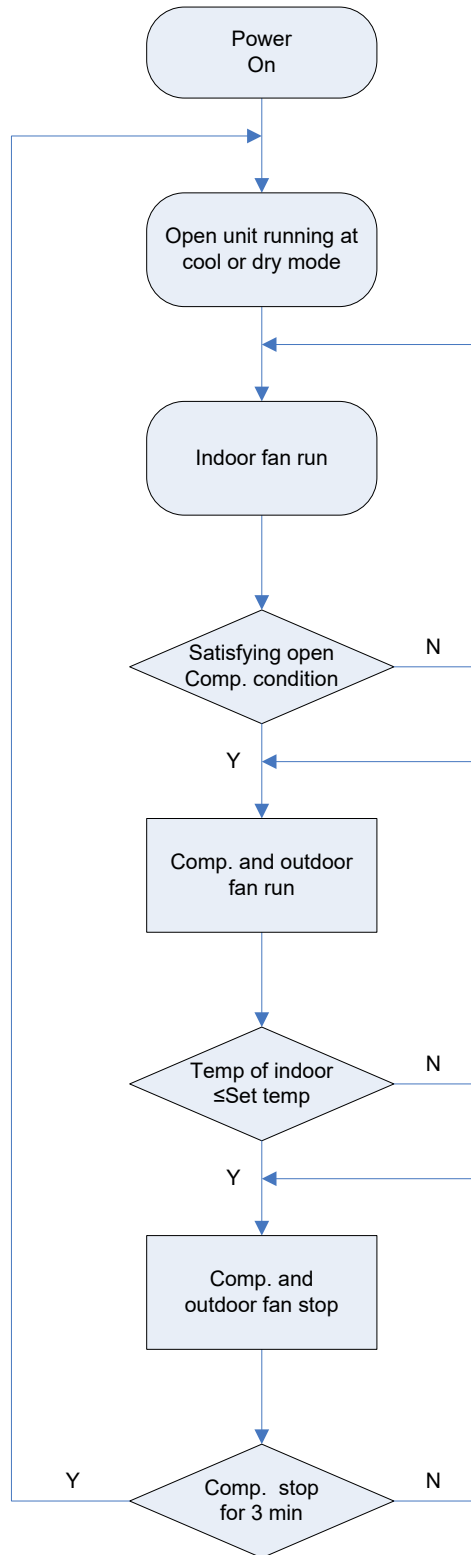 Power
On
Open unit running at
cool or dry mode
Indoor fan run
Satisfying open
Comp. condition
N
Y
Comp. and outdoor
fan run
Temp of indoor
≤Set temp
N
Y
Comp. and
outdoor fan stop
Y
Comp. stop
for 3 min
N